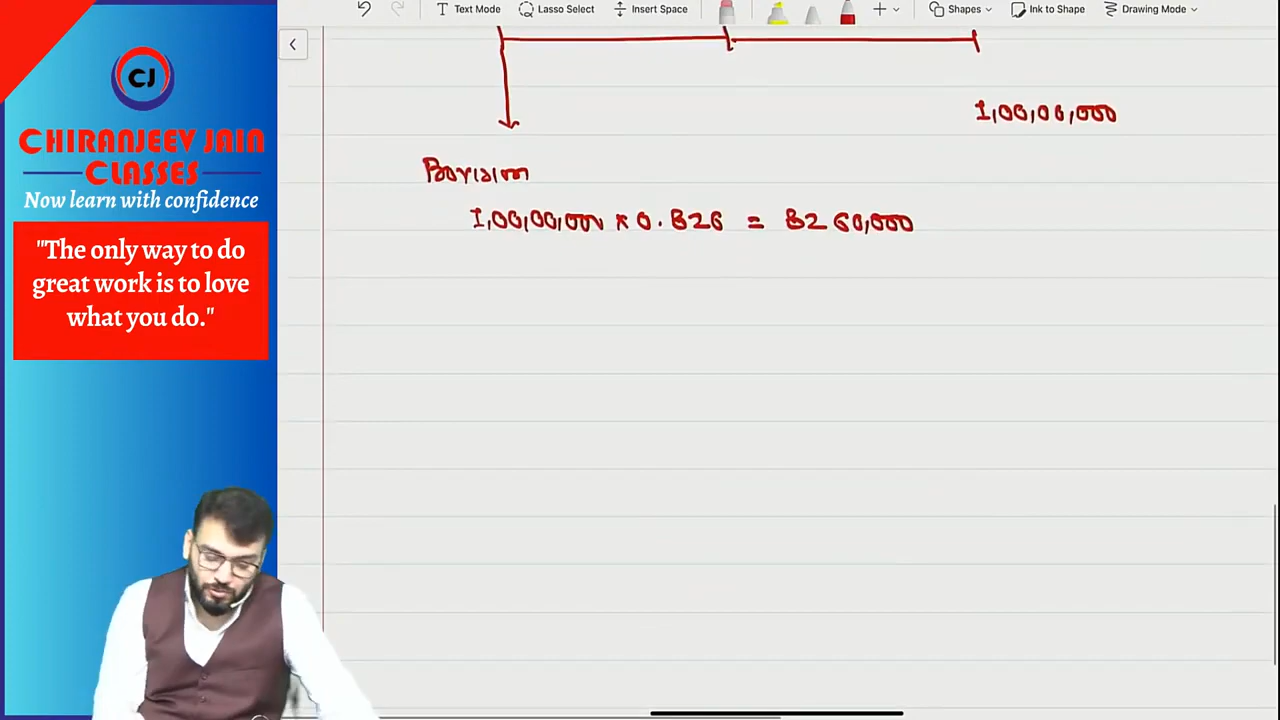 Text Mode
Lasso Select
Insert Space
Shapes
Ink to Shape
Drawing Mode
CJ
CHIRANJEEV JAIN
CLASSES
Now learn with confidence
"The only way to do
great work is to love
what you do."
1,00,00,000
Provision
1,00,00,000 × 0.826 = 8260,000